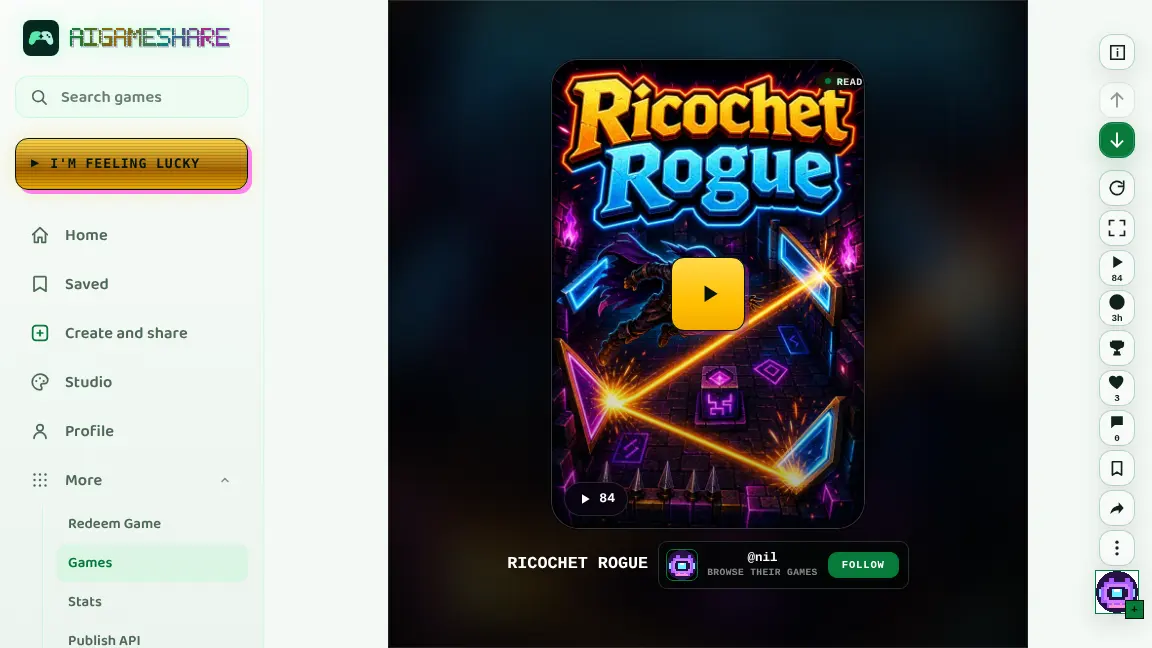 AIGAMESHARE
Search games
I'M FEELING LUCKY
Home
Saved
Create and share
Studio
Profile
More
Redeem Game
Games
Stats
Publish API
READ
Ricochet
Rogue
84
RICOCHET ROGUE
@nil
BROWSE THEIR GAMES
FOLLOW
84
3h
3
0